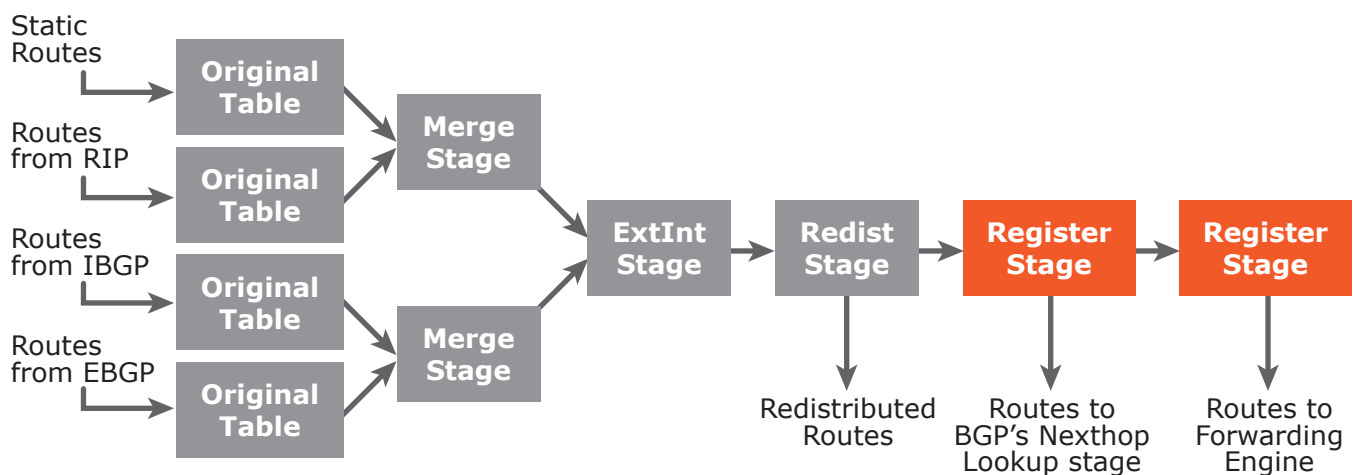 Static
Routes
Original
Table
Routes
from RIP
Original
Table
Merge
Stage
Routes
from IBGP
Original
Table
Routes
from EBGP
Original
Table
Merge
Stage
ExtInt
Stage
Redist
Stage
Register
Stage
Register
Stage
Redistributed
Routes
Routes to
BGP's Nexthop
Lookup stage
Routes to
Forwarding
Engine